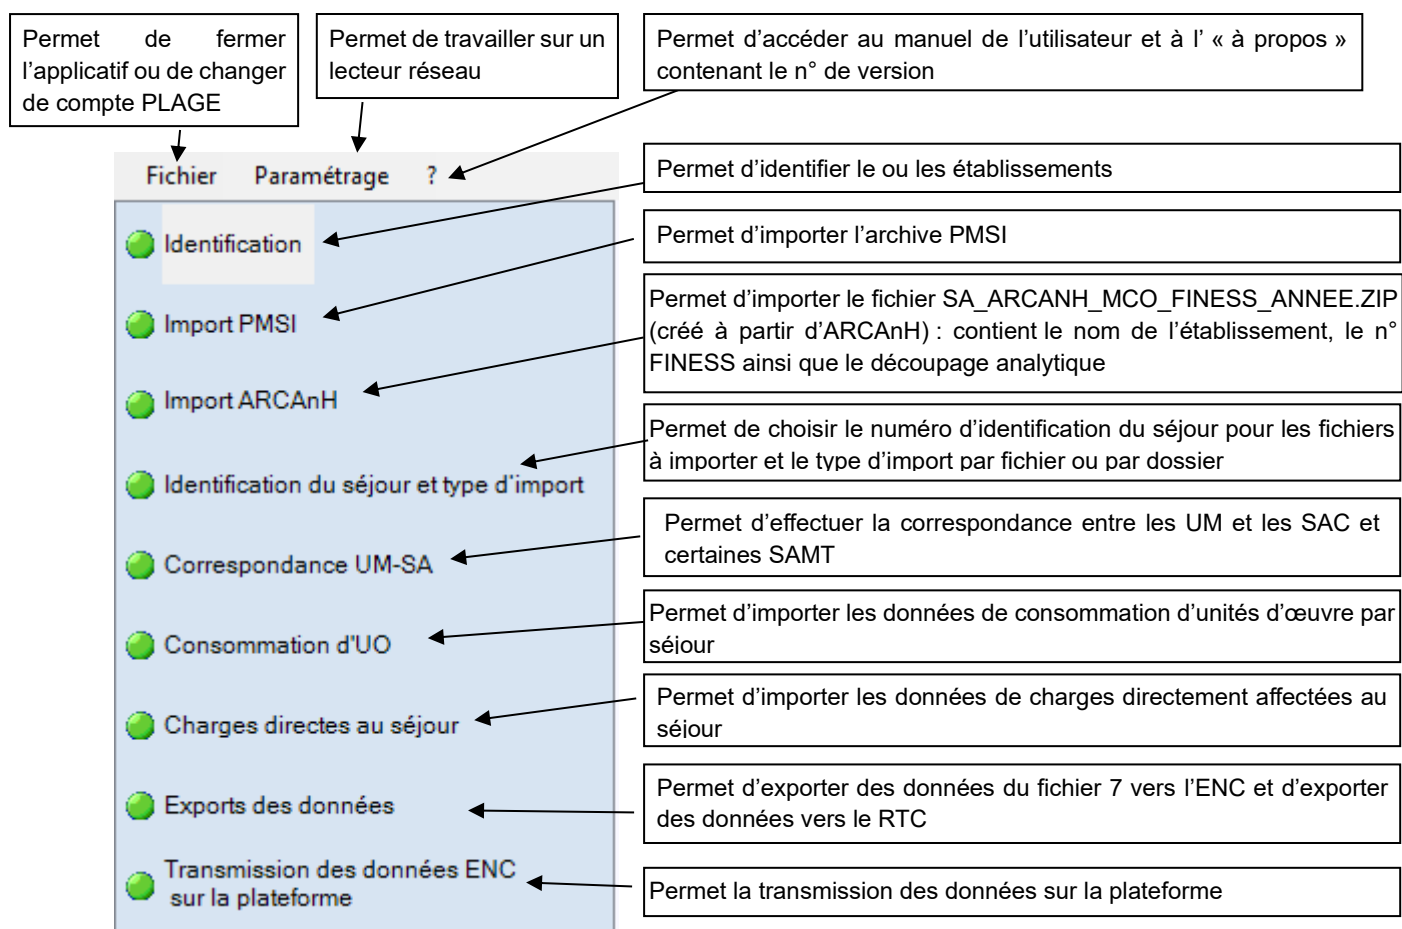 Permet de fermer
l’applicatif ou de changer
de compte PLAGE
Permet de travailler sur un
lecteur réseau
Permet d’accéder au manuel de l’utilisateur et à l’ « à propos »
contenant le n° de version
Fichier Paramétrage ?
Permet d’identifier le ou les établissements
Identification
Permet d’importer l’archive PMSI
Import PMSI
Permet d’importer le fichier SA_ARCANH_MCO_FINESS_ANNEE.ZIP
(créé à partir d’ARCAnH) : contient le nom de l’établissement, le n°
FINESS ainsi que le découpage analytique
Import ARCAnH
Permet de choisir le numéro d’identification du séjour pour les fichiers
à importer et le type d’import par fichier ou par dossier
Identification du séjour et type d'import
Permet d’effectuer la correspondance entre les UM et les SAC et
certaines SAMT
Correspondance UM-SA
Permet d’importer les données de consommation d’unités d’œuvre par
séjour
Consommation d'UO
Permet d’importer les données de charges directement affectées au
séjour
Charges directes au séjour
Permet d’exporter des données du fichier 7 vers l’ENC et d’exporter
des données vers le RTC
Exports des données
Transmission des données ENC
sur la plateforme
Permet la transmission des données sur la plateforme